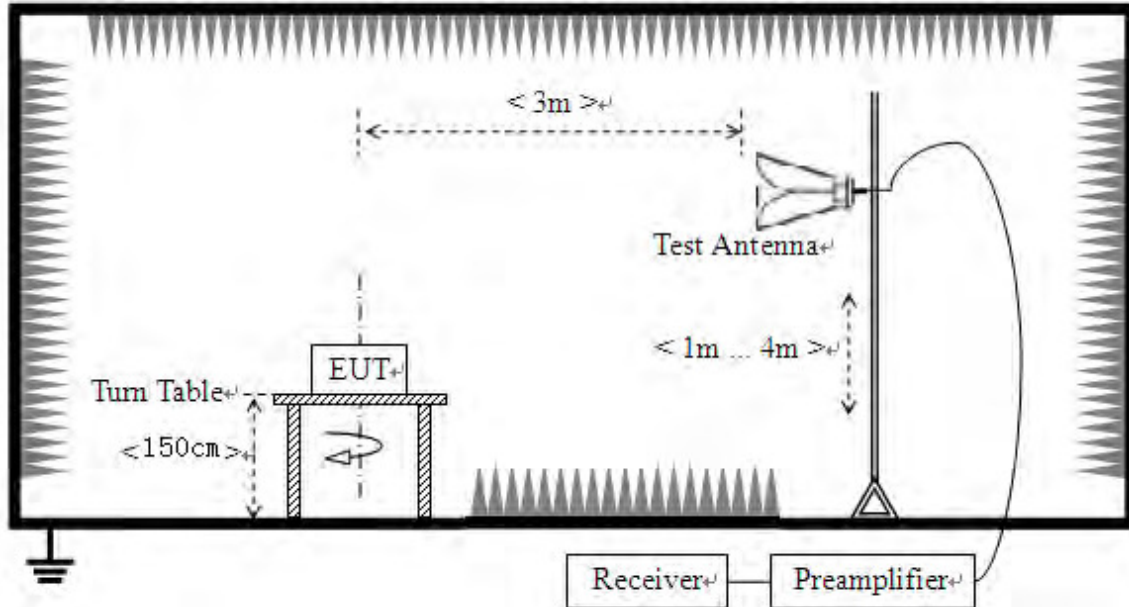 < 3m >↵
Test Antenna↵
< 1m ... 4m >↵
EUT↵
Turn Table↵
<150cm>↵
Receiver↵
Preamplifier↵